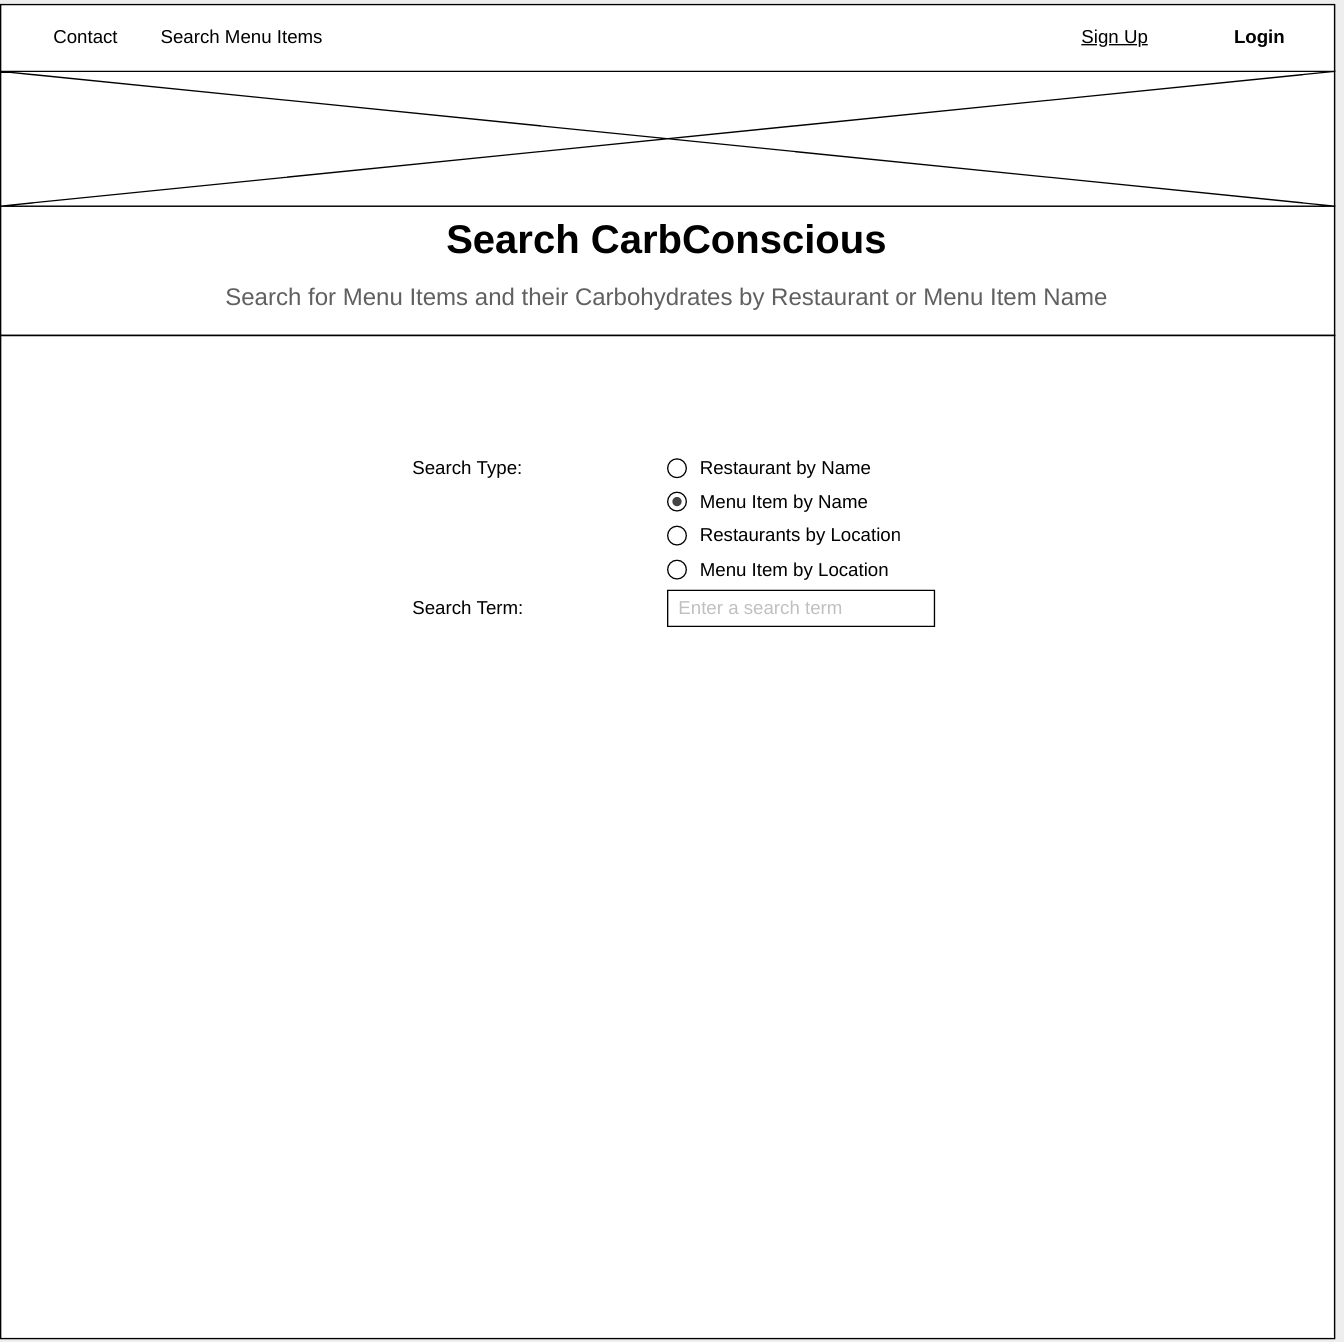 Contact Search Menu Items Sign Up Login
Search CarbConscious
Search for Menu Items and their Carbohydrates by Restaurant or Menu Item Name
Search Type: Restaurant by Name
Menu Item by Name
Restaurants by Location
Menu Item by Location
Search Term: Enter a search term